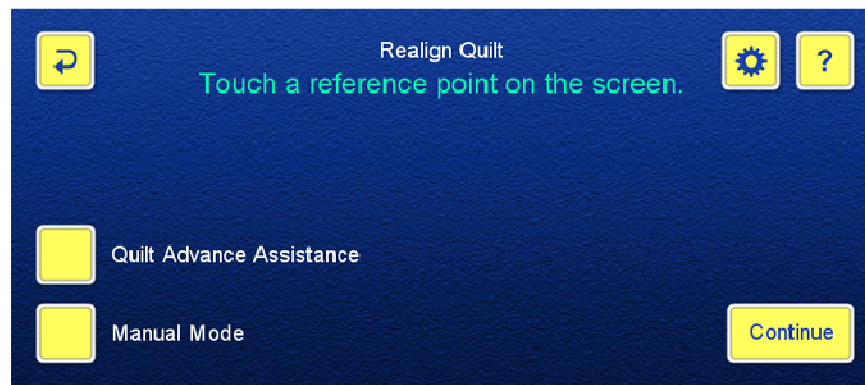 Realign Quilt
Touch a reference point on the screen.
?
Quilt Advance Assistance
Manual Mode
Continue